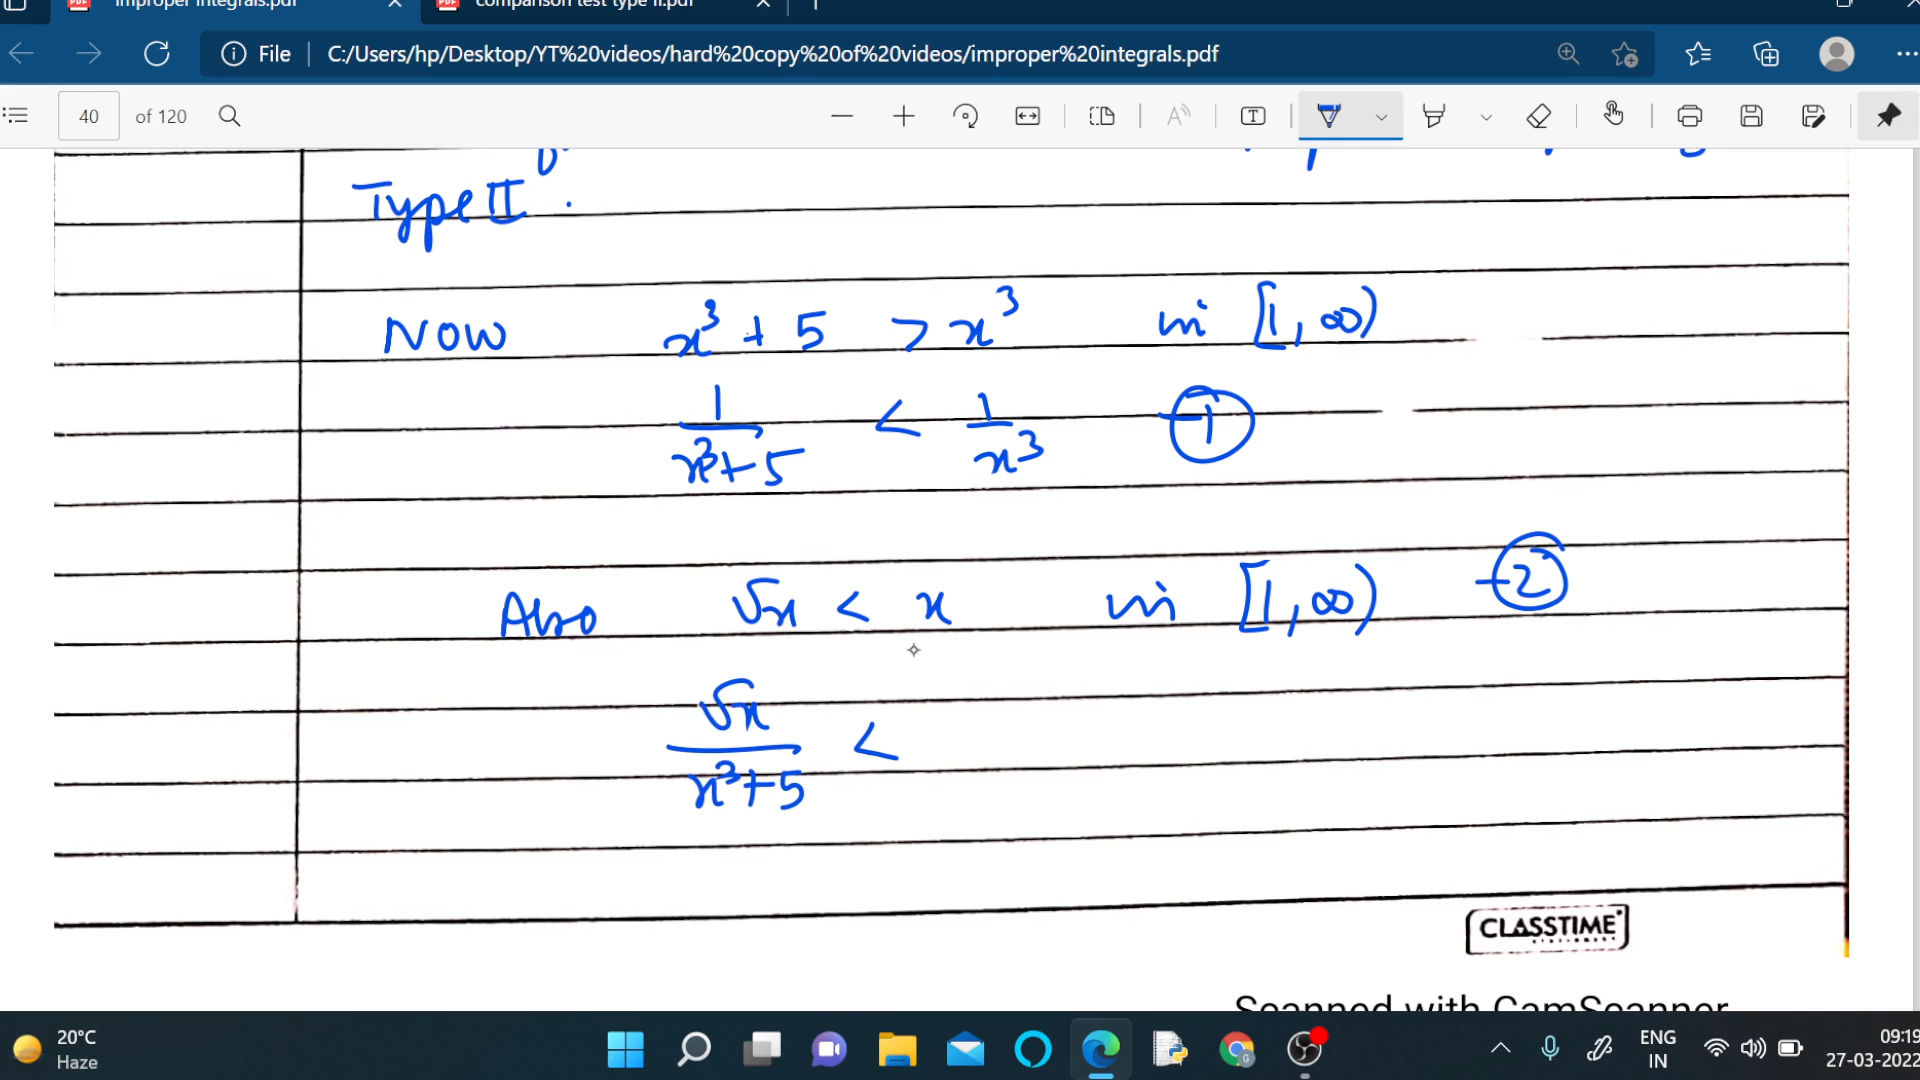 improper integrals.pdf
comparison test type II.pdf
File C:/Users/hp/Desktop/YT%20videos/hard%20copy%20of%20videos/improper%20integrals.pdf
40 of 120
Type II .
Now x³ + 5 > x³ in [1, ∞)
1/(x³+5) < 1/x³ —①
Also √x < x in [1, ∞) —②
√x/(x³+5) <
CLASSTIME
Scanned with CamScanner
20°C
Haze
ENG
IN
09:19
27-03-2022